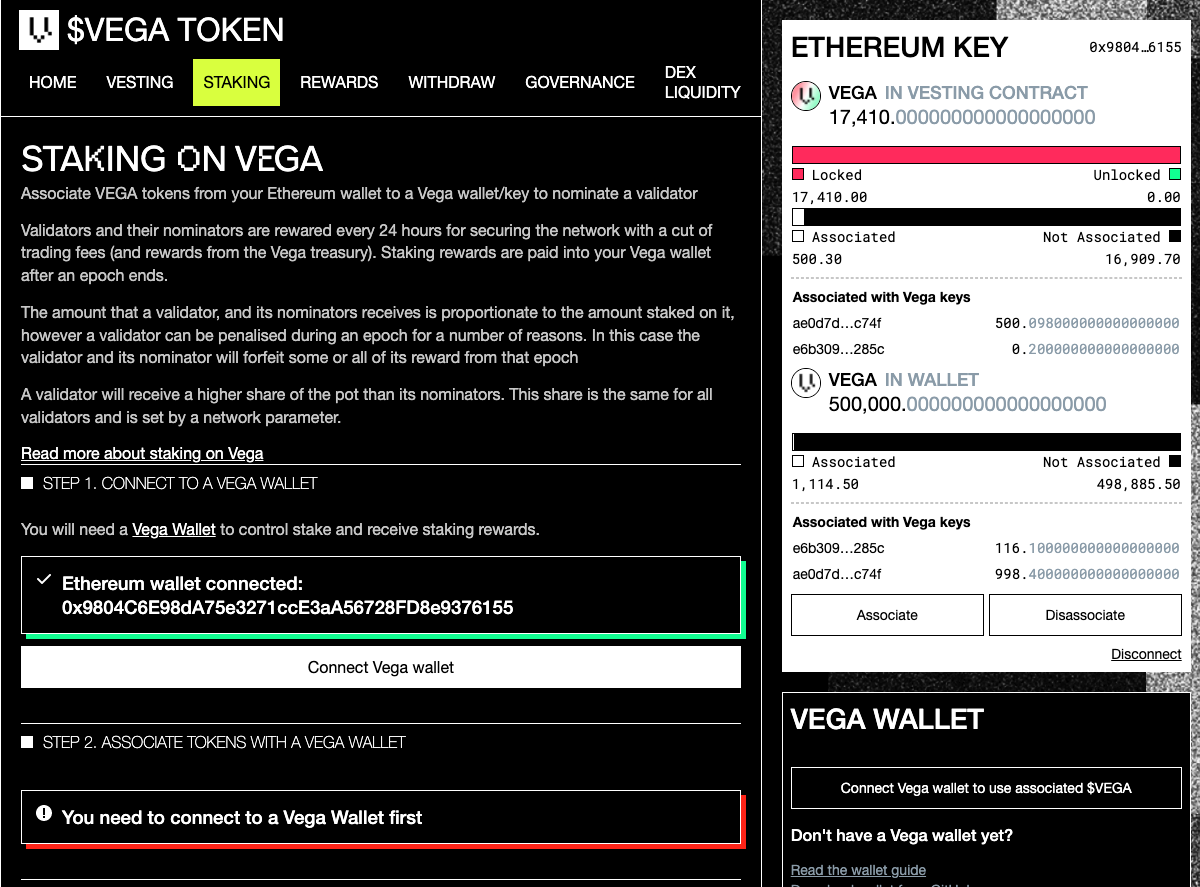 $VEGA TOKEN
HOME
VESTING
STAKING
REWARDS
WITHDRAW
GOVERNANCE
DEX
LIQUIDITY
STAKING ON VEGA
Associate VEGA tokens from your Ethereum wallet to a Vega wallet/key to nominate a validator
Validators and their nominators are rewared every 24 hours for securing the network with a cut of
trading fees (and rewards from the Vega treasury). Staking rewards are paid into your Vega wallet
after an epoch ends.
The amount that a validator, and its nominators receives is proportionate to the amount staked on it,
however a validator can be penalised during an epoch for a number of reasons. In this case the
validator and its nominator will forfeit some or all of its reward from that epoch
A validator will receive a higher share of the pot than its nominators. This share is the same for all
validators and is set by a network parameter.
Read more about staking on Vega
STEP 1. CONNECT TO A VEGA WALLET
You will need a Vega Wallet to control stake and receive staking rewards.
Ethereum wallet connected:
0x9804C6E98dA75e3271ccE3aA56728FD8e9376155
Connect Vega wallet
STEP 2. ASSOCIATE TOKENS WITH A VEGA WALLET
You need to connect to a Vega Wallet first
ETHEREUM KEY
0x9804…6155
VEGA IN VESTING CONTRACT
17,410.000000000000000000
Locked
Unlocked
17,410.00
0.00
Associated
Not Associated
500.30
16,909.70
Associated with Vega keys
ae0d7d…c74f 500.098000000000000000
e6b309…285c 0.200000000000000000
VEGA IN WALLET
500,000.000000000000000000
Associated
Not Associated
1,114.50
498,885.50
Associated with Vega keys
e6b309…285c 116.100000000000000000
ae0d7d…c74f 998.400000000000000000
Associate
Disassociate
Disconnect
VEGA WALLET
Connect Vega wallet to use associated $VEGA
Don't have a Vega wallet yet?
Read the wallet guide